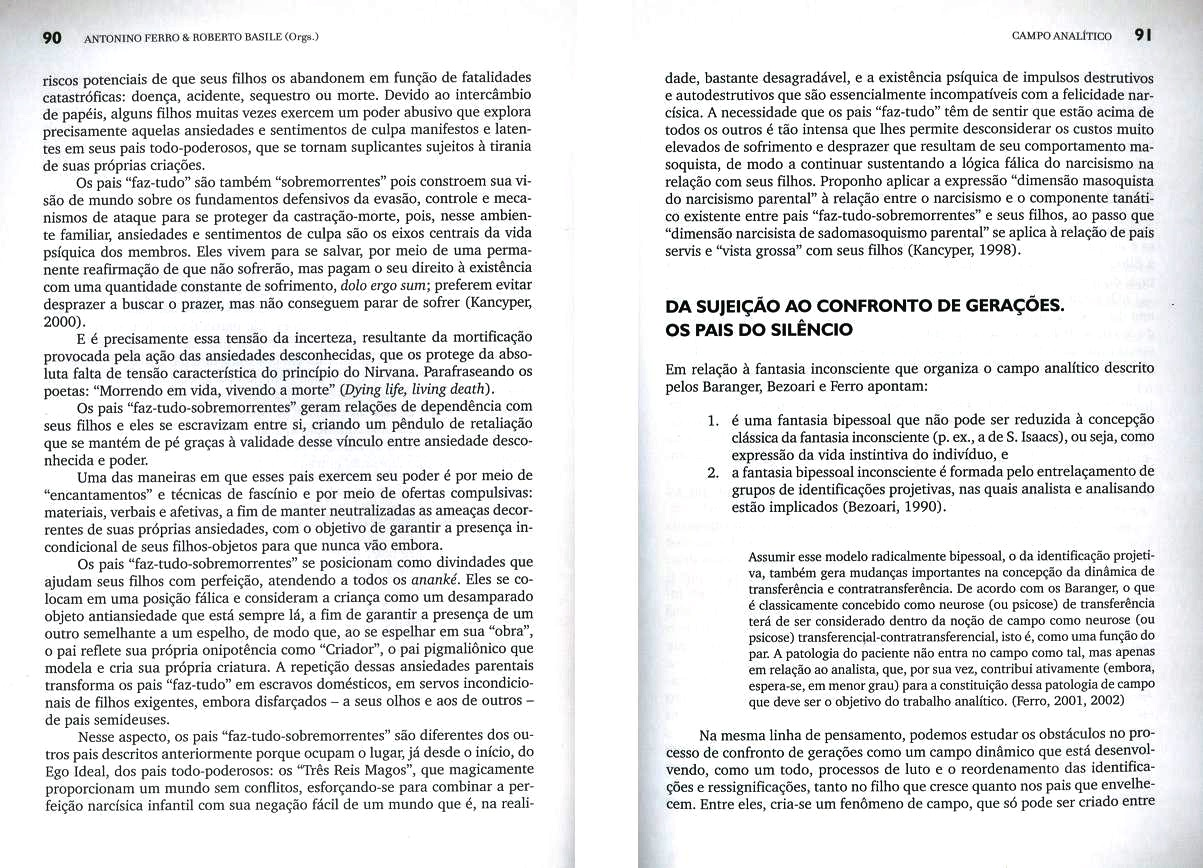 90 ANTONINO FERRO & ROBERTO BASILE (Orgs.)
riscos potenciais de que seus filhos os abandonem em função de fatalidades
catastróficas: doença, acidente, sequestro ou morte. Devido ao intercâmbio
de papéis, alguns filhos muitas vezes exercem um poder abusivo que explora
precisamente aquelas ansiedades e sentimentos de culpa manifestos e laten-
tes em seus pais todo-poderosos, que se tornam suplicantes sujeitos à tirania
de suas próprias criações.
Os pais “faz-tudo” são também “sobremorrentes” pois constroem sua vi-
são de mundo sobre os fundamentos defensivos da evasão, controle e meca-
nismos de ataque para se proteger da castração-morte, pois, nesse ambien-
te familiar, ansiedades e sentimentos de culpa são os eixos centrais da vida
psíquica dos membros. Eles vivem para se salvar, por meio de uma perma-
nente reafirmação de que não sofrerão, mas pagam o seu direito à existência
com uma quantidade constante de sofrimento, dolo ergo sum; preferem evitar
desprazer a buscar o prazer, mas não conseguem parar de sofrer (Kancyper,
2000).
E é precisamente essa tensão da incerteza, resultante da mortificação
provocada pela ação das ansiedades desconhecidas, que os protege da abso-
luta falta de tensão característica do princípio do Nirvana. Parafraseando os
poetas: “Morrendo em vida, vivendo a morte” (Dying life, living death).
Os pais “faz-tudo-sobremorrentes” geram relações de dependência com
seus filhos e eles se escravizam entre si, criando um pêndulo de retaliação
que se mantém de pé graças à validade desse vínculo entre ansiedade desco-
nhecida e poder.
Uma das maneiras em que esses pais exercem seu poder é por meio de
“encantamentos” e técnicas de fascínio e por meio de ofertas compulsivas:
materiais, verbais e afetivas, a fim de manter neutralizadas as ameaças decor-
rentes de suas próprias ansiedades, com o objetivo de garantir a presença in-
condicional de seus filhos-objetos para que nunca vão embora.
Os pais “faz-tudo-sobremorrentes” se posicionam como divindades que
ajudam seus filhos com perfeição, atendendo a todos os ananké. Eles se co-
locam em uma posição fálica e consideram a criança como um desamparado
objeto antiansiedade que está sempre lá, a fim de garantir a presença de um
outro semelhante a um espelho, de modo que, ao se espelhar em sua “obra”,
o pai reflete sua própria onipotência como “Criador”, o pai pigmaliônico que
modela e cria sua própria criatura. A repetição dessas ansiedades parentais
transforma os pais “faz-tudo” em escravos domésticos, em servos incondicio-
nais de filhos exigentes, embora disfarçados – a seus olhos e aos de outros –
de pais semideuses.
Nesse aspecto, os pais “faz-tudo-sobremorrentes” são diferentes dos ou-
tros pais descritos anteriormente porque ocupam o lugar, já desde o início, do
Ego Ideal, dos pais todo-poderosos: os “Três Reis Magos”, que magicamente
proporcionam um mundo sem conflitos, esforçando-se para combinar a per-
feição narcísica infantil com sua negação fácil de um mundo que é, na reali-
CAMPO ANALÍTICO 91
dade, bastante desagradável, e a existência psíquica de impulsos destrutivos
e autodestrutivos que são essencialmente incompatíveis com a felicidade nar-
císica. A necessidade que os pais “faz-tudo” têm de sentir que estão acima de
todos os outros é tão intensa que lhes permite desconsiderar os custos muito
elevados de sofrimento e desprazer que resultam de seu comportamento ma-
soquista, de modo a continuar sustentando a lógica fálica do narcisismo na
relação com seus filhos. Proponho aplicar a expressão “dimensão masoquista
do narcisismo parental” à relação entre o narcisismo e o componente tanáti-
co existente entre pais “faz-tudo-sobremorrentes” e seus filhos, ao passo que
“dimensão narcisista de sadomasoquismo parental” se aplica à relação de pais
servis e “vista grossa” com seus filhos (Kancyper, 1998).
DA SUJEIÇÃO AO CONFRONTO DE GERAÇÕES.
OS PAIS DO SILÊNCIO
Em relação à fantasia inconsciente que organiza o campo analítico descrito
pelos Baranger, Bezoari e Ferro apontam:
1. é uma fantasia bipessoal que não pode ser reduzida à concepção
clássica da fantasia inconsciente (p. ex., a de S. Isaacs), ou seja, como
expressão da vida instintiva do indivíduo, e
2. a fantasia bipessoal inconsciente é formada pelo entrelaçamento de
grupos de identificações projetivas, nas quais analista e analisando
estão implicados (Bezoari, 1990).
Assumir esse modelo radicalmente bipessoal, o da identificação projeti-
va, também gera mudanças importantes na concepção da dinâmica de
transferência e contratransferência. De acordo com os Baranger, o que
é classicamente concebido como neurose (ou psicose) de transferência
terá de ser considerado dentro da noção de campo como neurose (ou
psicose) transferencial-contratransferencial, isto é, como uma função do
par. A patologia do paciente não entra no campo como tal, mas apenas
em relação ao analista, que, por sua vez, contribui ativamente (embora,
espera-se, em menor grau) para a constituição dessa patologia de campo
que deve ser o objetivo do trabalho analítico. (Ferro, 2001, 2002)
Na mesma linha de pensamento, podemos estudar os obstáculos no pro-
cesso de confronto de gerações como um campo dinâmico que está desenvol-
vendo, como um todo, processos de luto e o reordenamento das identifica-
ções e ressignificações, tanto no filho que cresce quanto nos pais que envelhe-
cem. Entre eles, cria-se um fenômeno de campo, que só pode ser criado entre